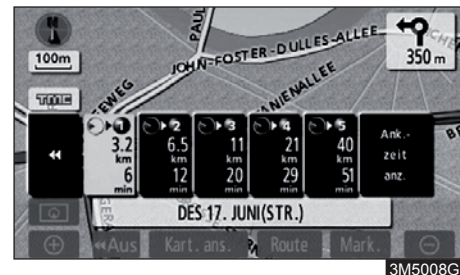 PAUL
100m
JOHN-FOSTER-DULLES-ALLEE
350 m
TMC
EWEG
ANIENALLEE
1
3.2
km
6
min
2
6.5
km
12
min
3
11
km
20
min
4
21
km
29
min
5
40
km
51
min
Ank.-
zeit
anz.
DES 17. JUNI(STR.)
Aus
Kart. ans.
Route
Mark.
3M5008G